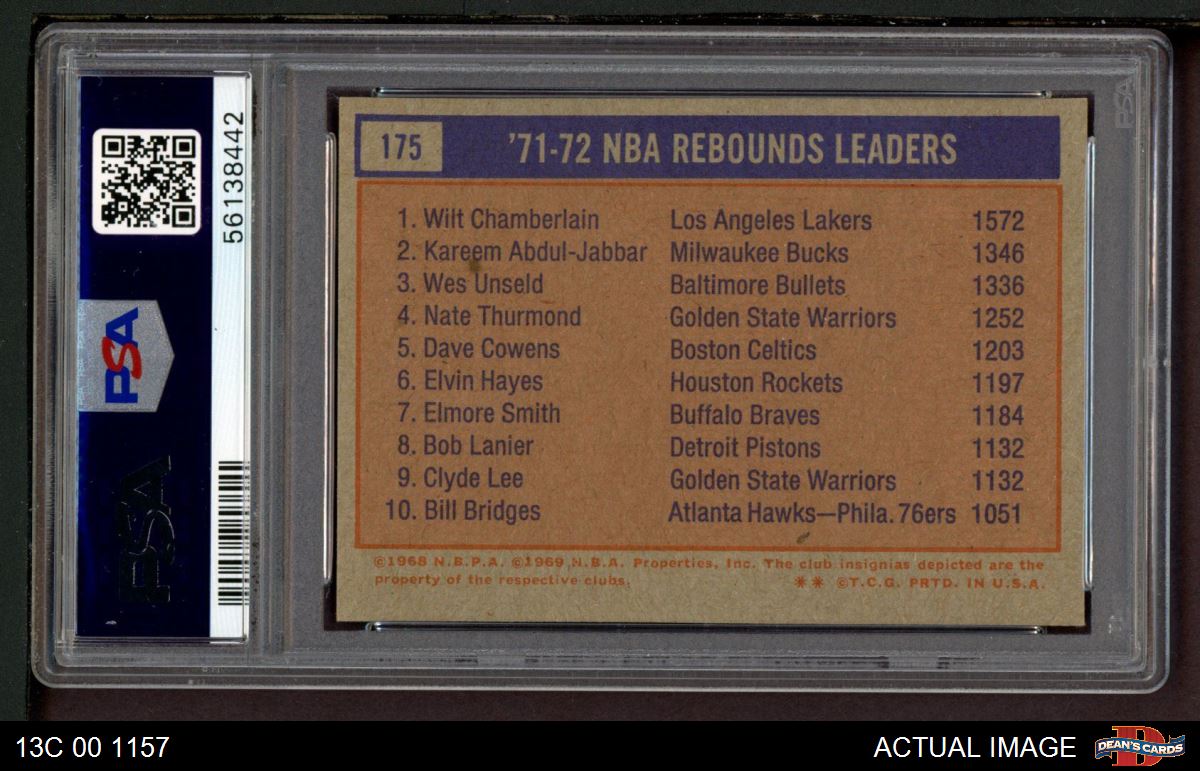 56138442
PSA
PSA
PSA
175 '71-72 NBA REBOUNDS LEADERS
1. Wilt Chamberlain Los Angeles Lakers 1572
2. Kareem Abdul-Jabbar Milwaukee Bucks 1346
3. Wes Unseld Baltimore Bullets 1336
4. Nate Thurmond Golden State Warriors 1252
5. Dave Cowens Boston Celtics 1203
6. Elvin Hayes Houston Rockets 1197
7. Elmore Smith Buffalo Braves 1184
8. Bob Lanier Detroit Pistons 1132
9. Clyde Lee Golden State Warriors 1132
10. Bill Bridges Atlanta Hawks—Phila. 76ers 1051
©1968 N.B.P.A. ©1969 N.B.A. Properties, Inc. The club insignias depicted are the
property of the respective clubs. ** ©T.C.G. PRTD. IN U.S.A.
13C 00 1157
ACTUAL IMAGE
D
DEAN'S CARDS